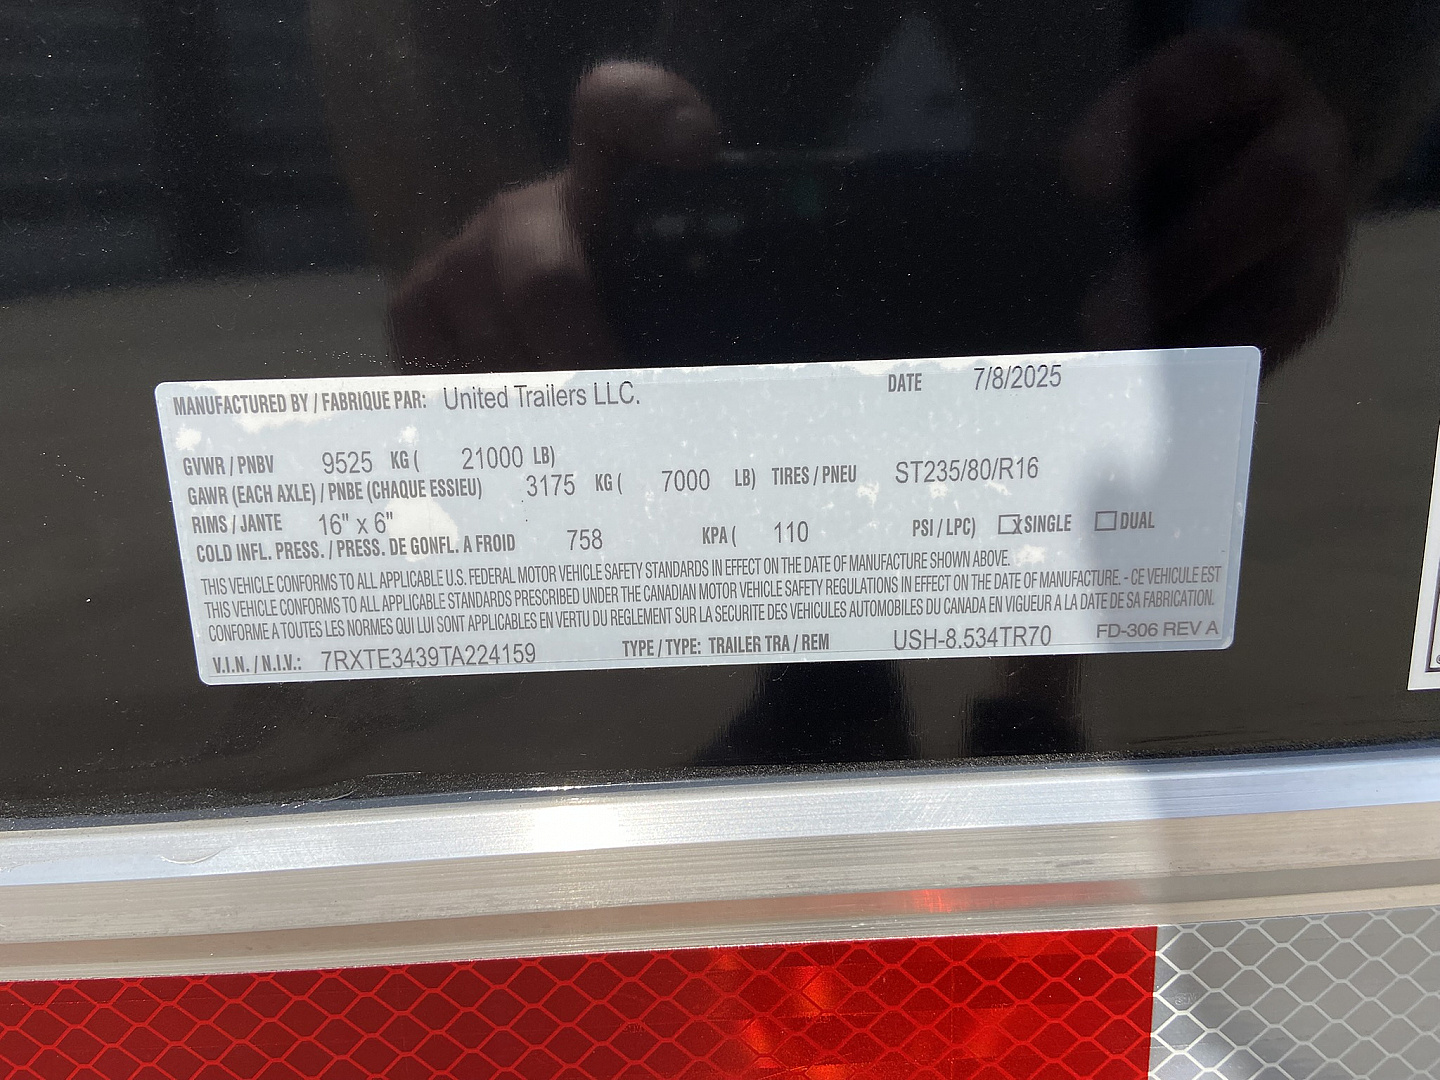 MANUFACTURED BY / FABRIQUE PAR: United Trailers LLC. DATE 7/8/2025
GVWR / PNBV 9525 KG ( 21000 LB)
GAWR (EACH AXLE) / PNBE (CHAQUE ESSIEU) 3175 KG ( 7000 LB) TIRES / PNEU ST235/80/R16
RIMS / JANTE 16" x 6"
COLD INFL. PRESS. / PRESS. DE GONFL. A FROID 758 KPA ( 110 PSI / LPC) X SINGLE DUAL
THIS VEHICLE CONFORMS TO ALL APPLICABLE U.S. FEDERAL MOTOR VEHICLE SAFETY STANDARDS IN EFFECT ON THE DATE OF MANUFACTURE SHOWN ABOVE.
THIS VEHICLE CONFORMS TO ALL APPLICABLE STANDARDS PRESCRIBED UNDER THE CANADIAN MOTOR VEHICLE SAFETY REGULATIONS IN EFFECT ON THE DATE OF MANUFACTURE. - CE VEHICULE EST
CONFORME A TOUTES LES NORMES QUI LUI SONT APPLICABLES EN VERTU DU REGLEMENT SUR LA SECURITE DES VEHICULES AUTOMOBILES DU CANADA EN VIGUEUR A LA DATE DE SA FABRICATION.
V.I.N. / N.I.V.: 7RXTE3439TA224159 TYPE / TYPE: TRAILER TRA / REM USH-8.534TR70 FD-306 REV A